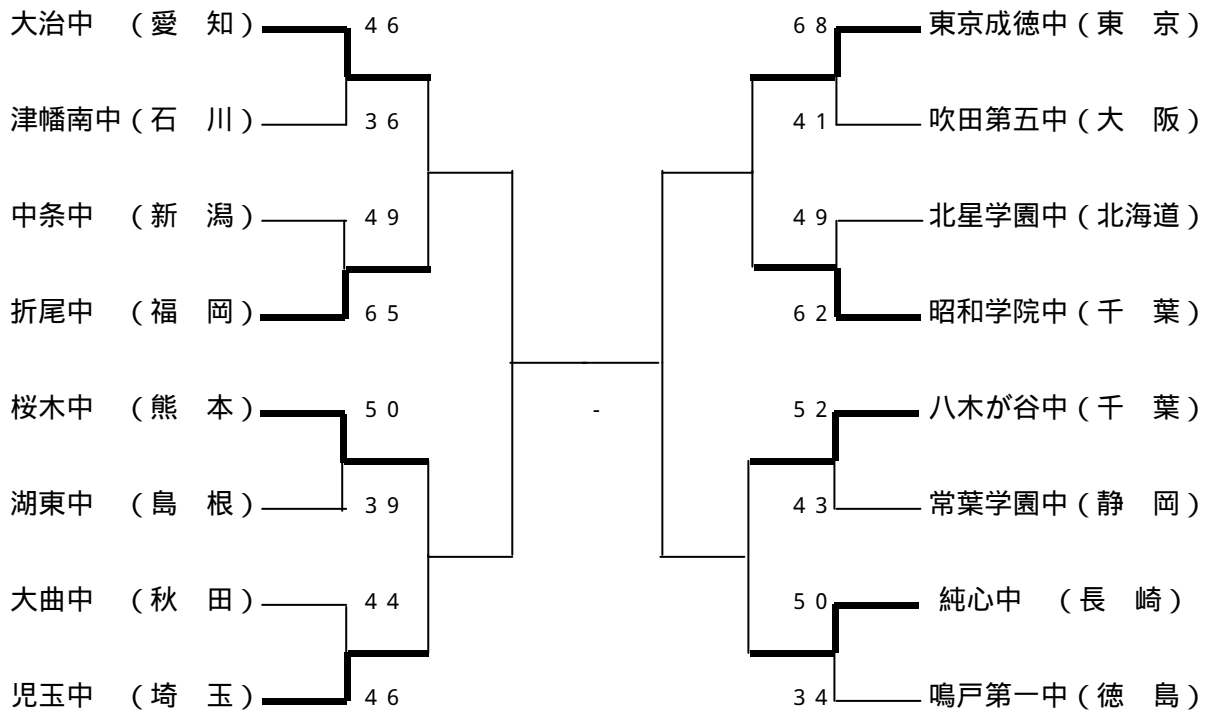 大治中 （愛 知） 46 68 東京成徳中（東 京）
津幡南中（石 川） 36 41 吹田第五中（大 阪）
中条中 （新 潟） 49 49 北星学園中（北海道）
折尾中 （福 岡） 65 62 昭和学院中（千 葉）
桜木中 （熊 本） 50 - 52 八木が谷中（千 葉）
湖東中 （島 根） 39 43 常葉学園中（静 岡）
大曲中 （秋 田） 44 50 純心中 （長 崎）
児玉中 （埼 玉） 46 34 鳴戸第一中（徳 島）